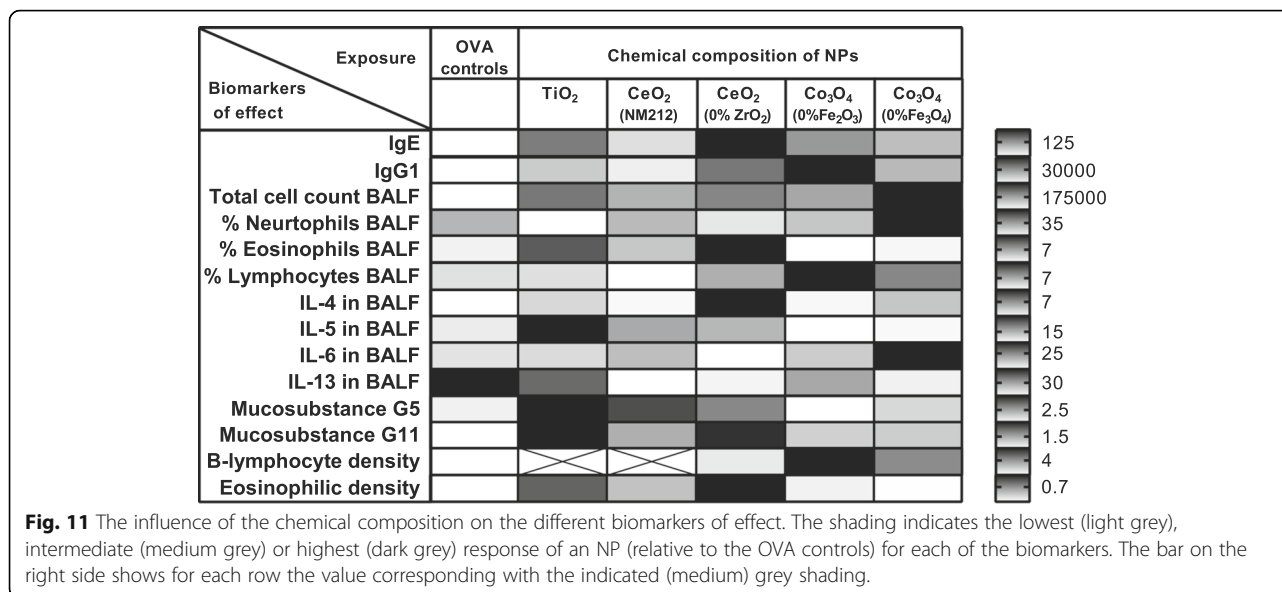 Exposure
OVA
controls
Chemical composition of NPs
Biomarkers
of effect
TiO₂
CeO₂
(NM212)
CeO₂
(0% ZrO₂)
Co₃O₄
(0%Fe₂O₃)
Co₃O₄
(0%Fe₃O₄)
IgE
125
IgG1
30000
Total cell count BALF
175000
% Neurtophils BALF
35
% Eosinophils BALF
7
% Lymphocytes BALF
7
IL-4 in BALF
7
IL-5 in BALF
15
IL-6 in BALF
25
IL-13 in BALF
30
Mucosubstance G5
2.5
Mucosubstance G11
1.5
B-lymphocyte density
4
Eosinophilic density
0.7
Fig. 11 The influence of the chemical composition on the different biomarkers of effect. The shading indicates the lowest (light grey),
intermediate (medium grey) or highest (dark grey) response of an NP (relative to the OVA controls) for each of the biomarkers. The bar on the
right side shows for each row the value corresponding with the indicated (medium) grey shading.